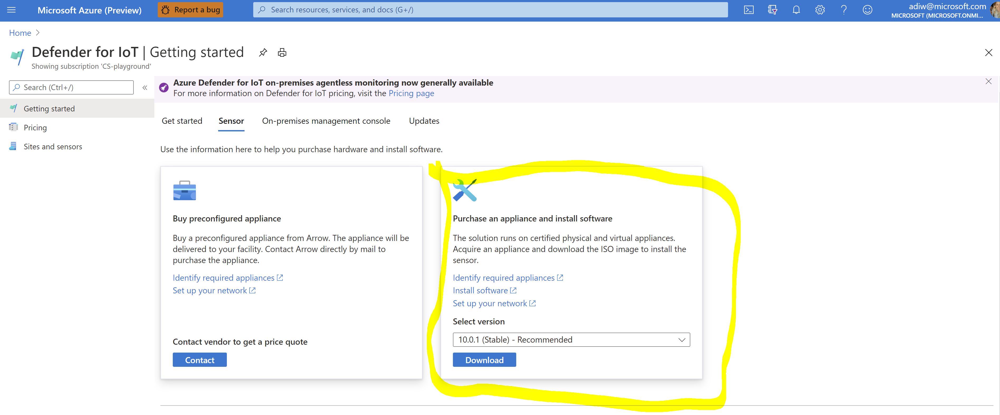 Microsoft Azure (Preview)
Report a bug
Search resources, services, and docs (G+/)
adiw@microsoft.com
MICROSOFT (MICROSOFT.ONMI...
Home
Defender for IoT | Getting started
Showing subscription 'CS-playground'
Search (Ctrl+/)
Getting started
Pricing
Sites and sensors
Azure Defender for IoT on-premises agentless monitoring now generally available
For more information on Defender for IoT pricing, visit the Pricing page
Get started
Sensor
On-premises management console
Updates
Use the information here to help you purchase hardware and install software.
Buy preconfigured appliance
Buy a preconfigured appliance from Arrow. The appliance will be
delivered to your facility. Contact Arrow directly by mail to
purchase the appliance.
Identify required appliances
Set up your network
Contact vendor to get a price quote
Contact
Purchase an appliance and install software
The solution runs on certified physical and virtual appliances.
Acquire an appliance and download the ISO image to install the
sensor.
Identify required appliances
Install software
Set up your network
Select version
10.0.1 (Stable) - Recommended
Download